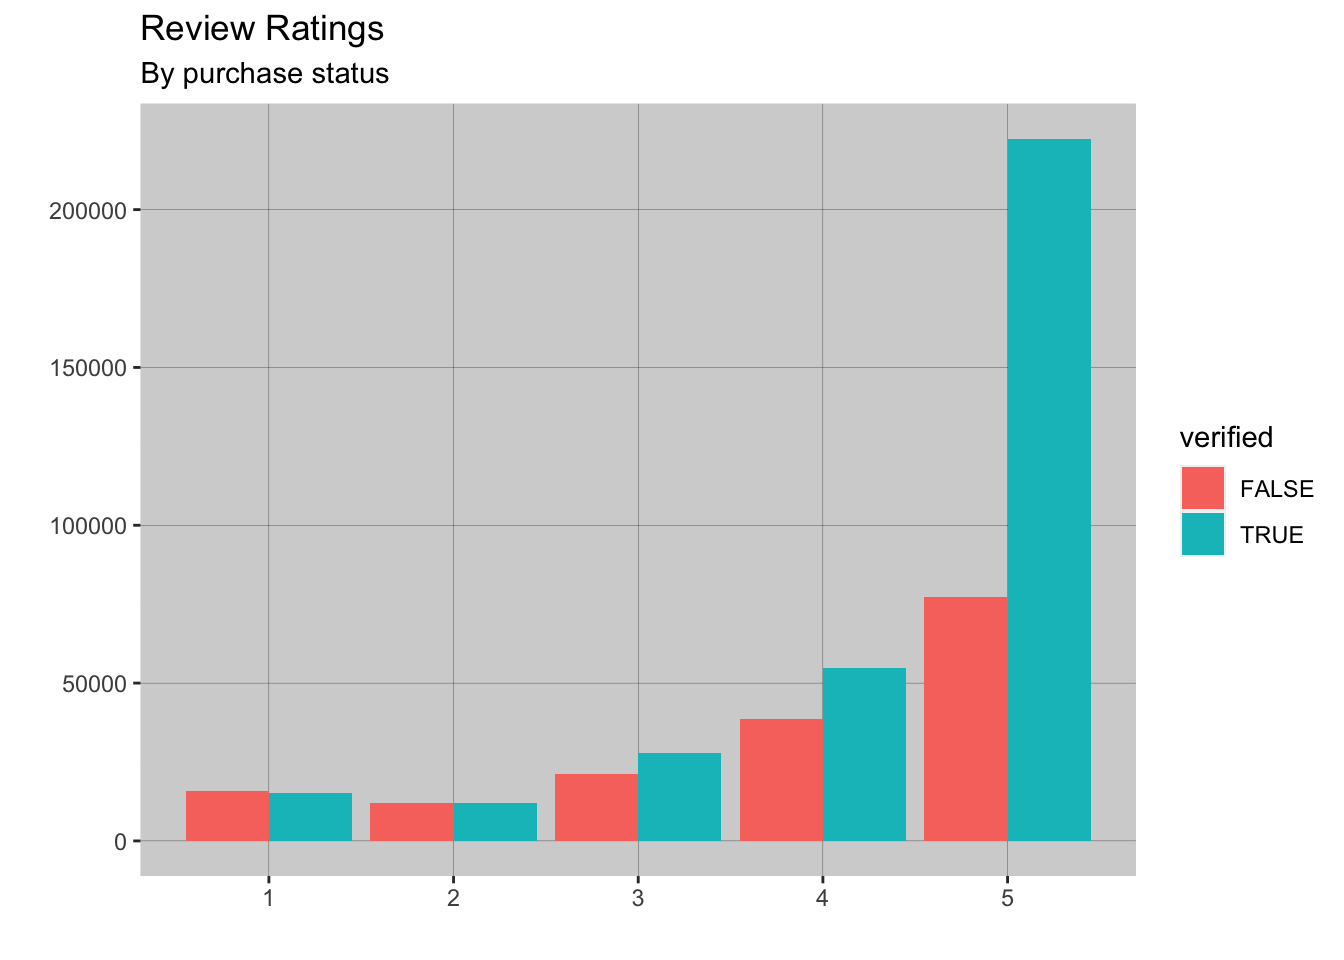 Review Ratings
By purchase status
200000
150000
100000
50000
0
1 2 3 4 5
verified
FALSE
TRUE